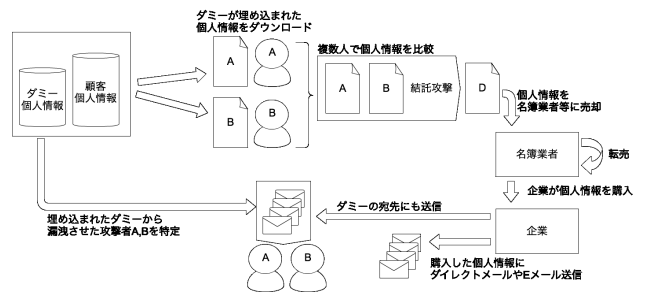 ダミーが埋め込まれた
個人情報をダウンロード
ダミー
個人情報
顧客
個人情報
A
A
B
B
複数人で個人情報を比較
A
B
結託攻撃
D
個人情報を
名簿業者等に売却
名簿業者
転売
企業が個人情報を購入
企業
ダミーの宛先にも送信
埋め込まれたダミーから
漏洩させた攻撃者A,Bを特定
A
B
購入した個人情報に
ダイレクトメールやEメール送信